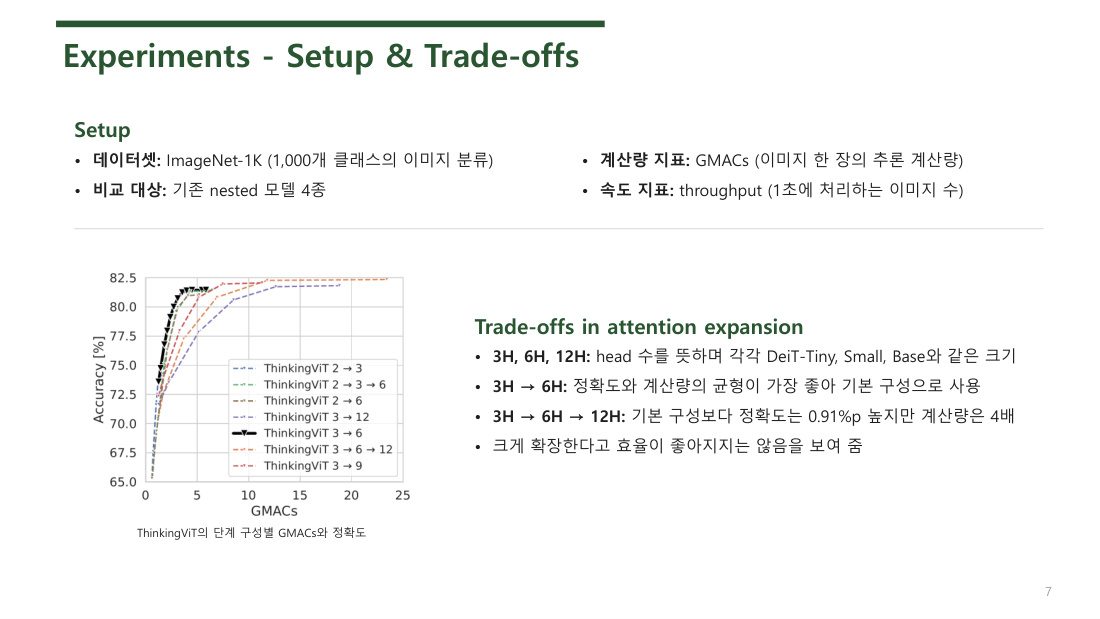 Experiments - Setup & Trade-offs
Setup
• 데이터셋: ImageNet-1K (1,000개 클래스의 이미지 분류)
• 비교 대상: 기존 nested 모델 4종
• 계산량 지표: GMACs (이미지 한 장의 추론 계산량)
• 속도 지표: throughput (1초에 처리하는 이미지 수)
82.5
80.0
77.5
75.0
72.5
70.0
67.5
65.0
Accuracy [%]
ThinkingViT 2 → 3
ThinkingViT 2 → 3 → 6
ThinkingViT 2 → 6
ThinkingViT 3 → 12
ThinkingViT 3 → 6
ThinkingViT 3 → 6 → 12
ThinkingViT 3 → 9
0 5 10 15 20 25
GMACs
ThinkingViT의 단계 구성별 GMACs와 정확도
Trade-offs in attention expansion
• 3H, 6H, 12H: head 수를 뜻하며 각각 DeiT-Tiny, Small, Base와 같은 크기
• 3H → 6H: 정확도와 계산량의 균형이 가장 좋아 기본 구성으로 사용
• 3H → 6H → 12H: 기본 구성보다 정확도는 0.91%p 높지만 계산량은 4배
• 크게 확장한다고 효율이 좋아지지는 않음을 보여 줌
7